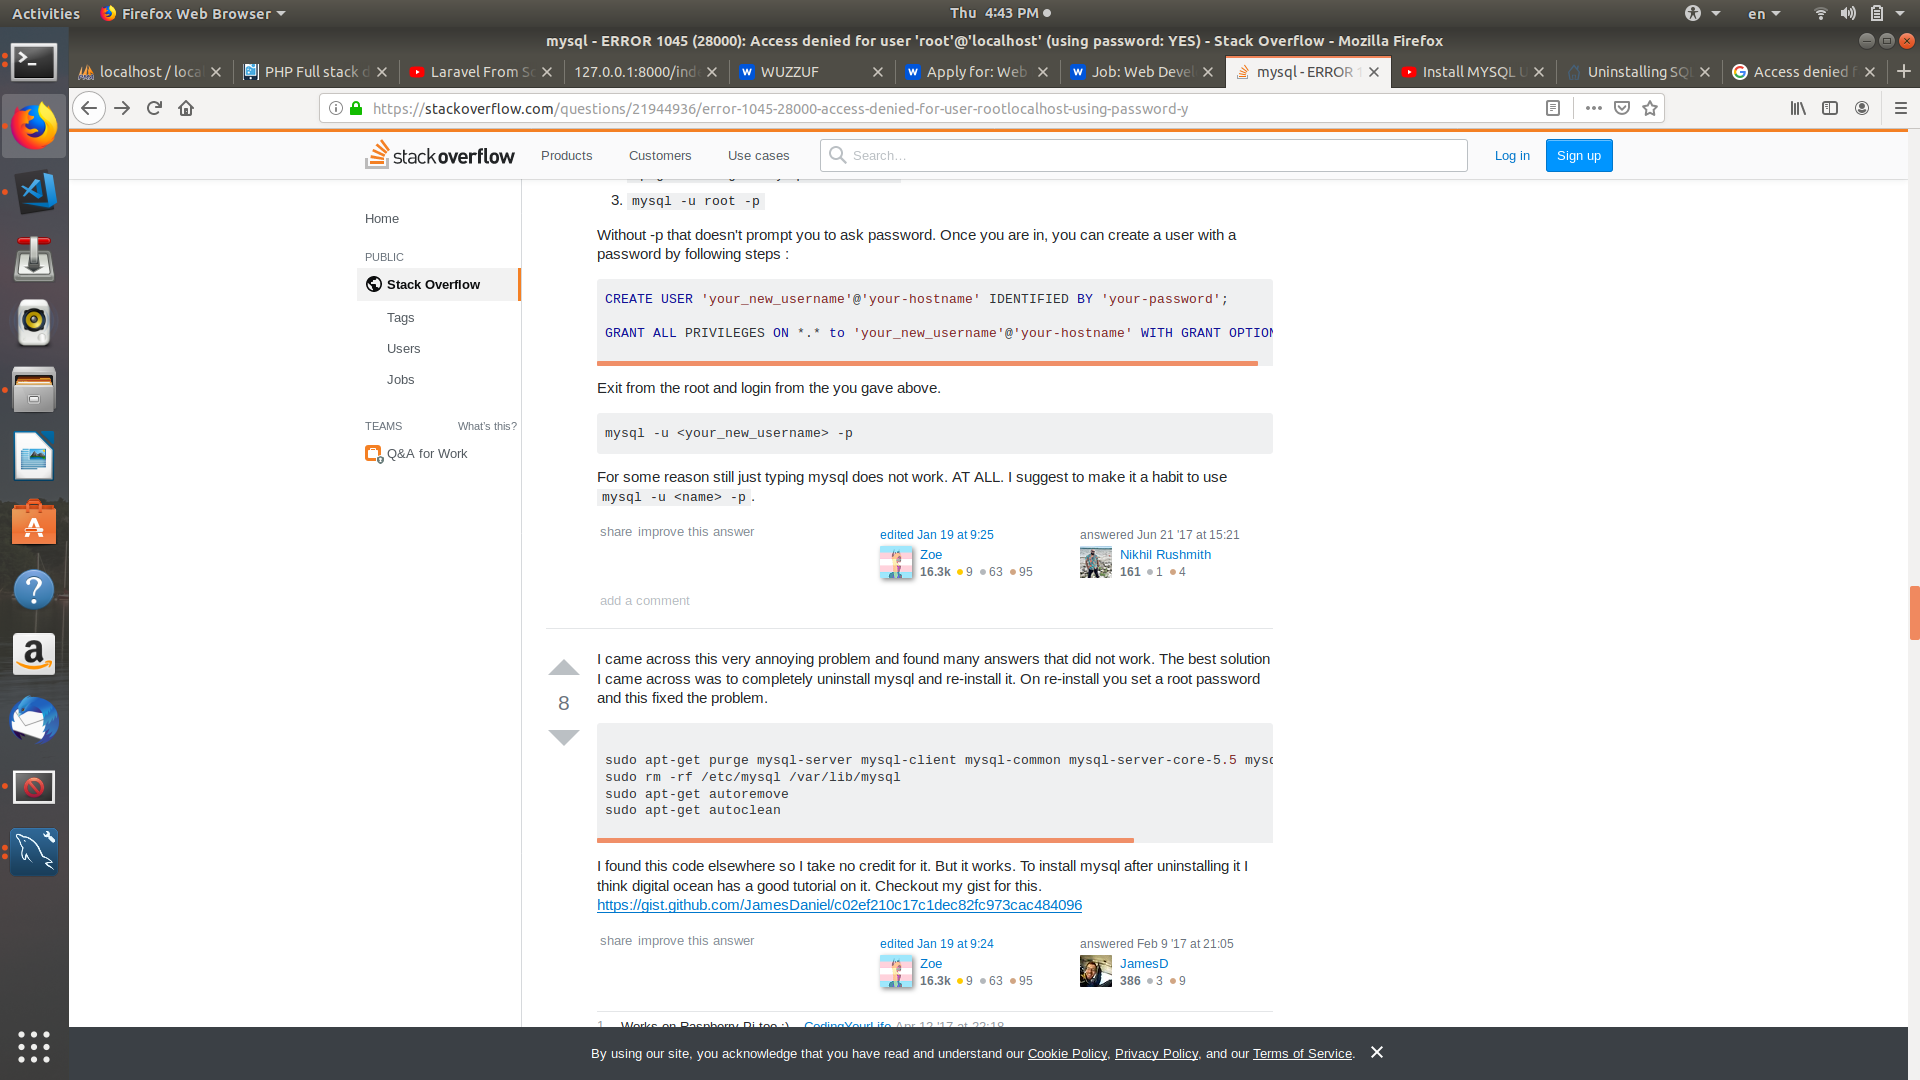 Activities Firefox Web Browser Thu 4:43 PM en
mysql - ERROR 1045 (28000): Access denied for user 'root'@'localhost' (using password: YES) - Stack Overflow - Mozilla Firefox
localhost / loca PHP Full stack d Laravel From Sc 127.0.0.1:8000/ind WUZZUF Apply for: Web Job: Web Devel mysql - ERROR 1 Install MYSQL U Uninstalling SQL Access denied f
https://stackoverflow.com/questions/21944936/error-1045-28000-access-denied-for-user-rootlocalhost-using-password-y
stackoverflow Products Customers Use cases Search... Log in Sign up
Home
PUBLIC
Stack Overflow
Tags
Users
Jobs
TEAMS What's this?
Q&A for Work
3. mysql -u root -p
Without -p that doesn't prompt you to ask password. Once you are in, you can create a user with a
password by following steps :
CREATE USER 'your_new_username'@'your-hostname' IDENTIFIED BY 'your-password';
GRANT ALL PRIVILEGES ON *.* to 'your_new_username'@'your-hostname' WITH GRANT OPTION
Exit from the root and login from the you gave above.
mysql -u <your_new_username> -p
For some reason still just typing mysql does not work. AT ALL. I suggest to make it a habit to use
mysql -u <name> -p.
share improve this answer
edited Jan 19 at 9:25
Zoe
16.3k 9 63 95
answered Jun 21 '17 at 15:21
Nikhil Rushmith
161 1 4
add a comment
8
I came across this very annoying problem and found many answers that did not work. The best solution
I came across was to completely uninstall mysql and re-install it. On re-install you set a root password
and this fixed the problem.
sudo apt-get purge mysql-server mysql-client mysql-common mysql-server-core-5.5 mysq
sudo rm -rf /etc/mysql /var/lib/mysql
sudo apt-get autoremove
sudo apt-get autoclean
I found this code elsewhere so I take no credit for it. But it works. To install mysql after uninstalling it I
think digital ocean has a good tutorial on it. Checkout my gist for this.
https://gist.github.com/JamesDaniel/c02ef210c17c1dec82fc973cac484096
share improve this answer
edited Jan 19 at 9:24
Zoe
16.3k 9 63 95
answered Feb 9 '17 at 21:05
JamesD
386 3 9
1 Works on Raspberry Pi too :) – CodingYourLife Apr 12 '17 at 22:18
By using our site, you acknowledge that you have read and understand our Cookie Policy, Privacy Policy, and our Terms of Service.